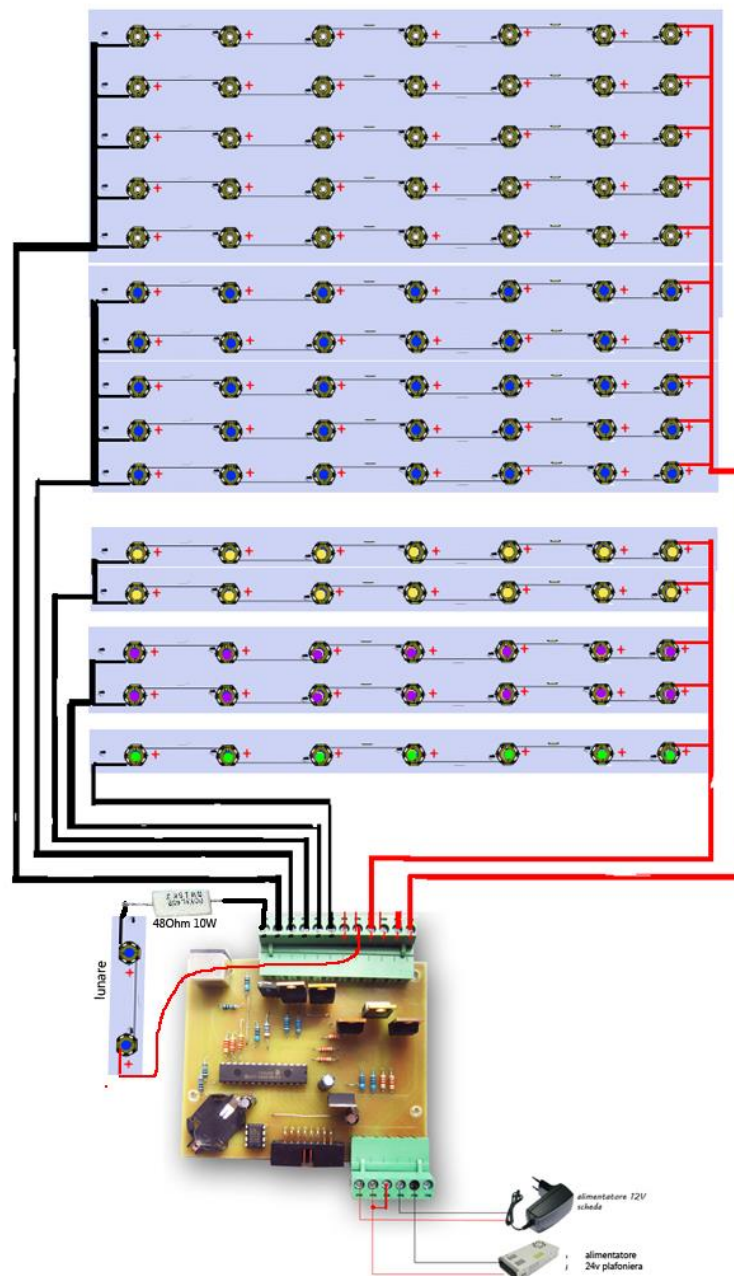 48Ohm 10W
lunare
alimentatore 12V
scheda
alimentatore
24v plafoniera